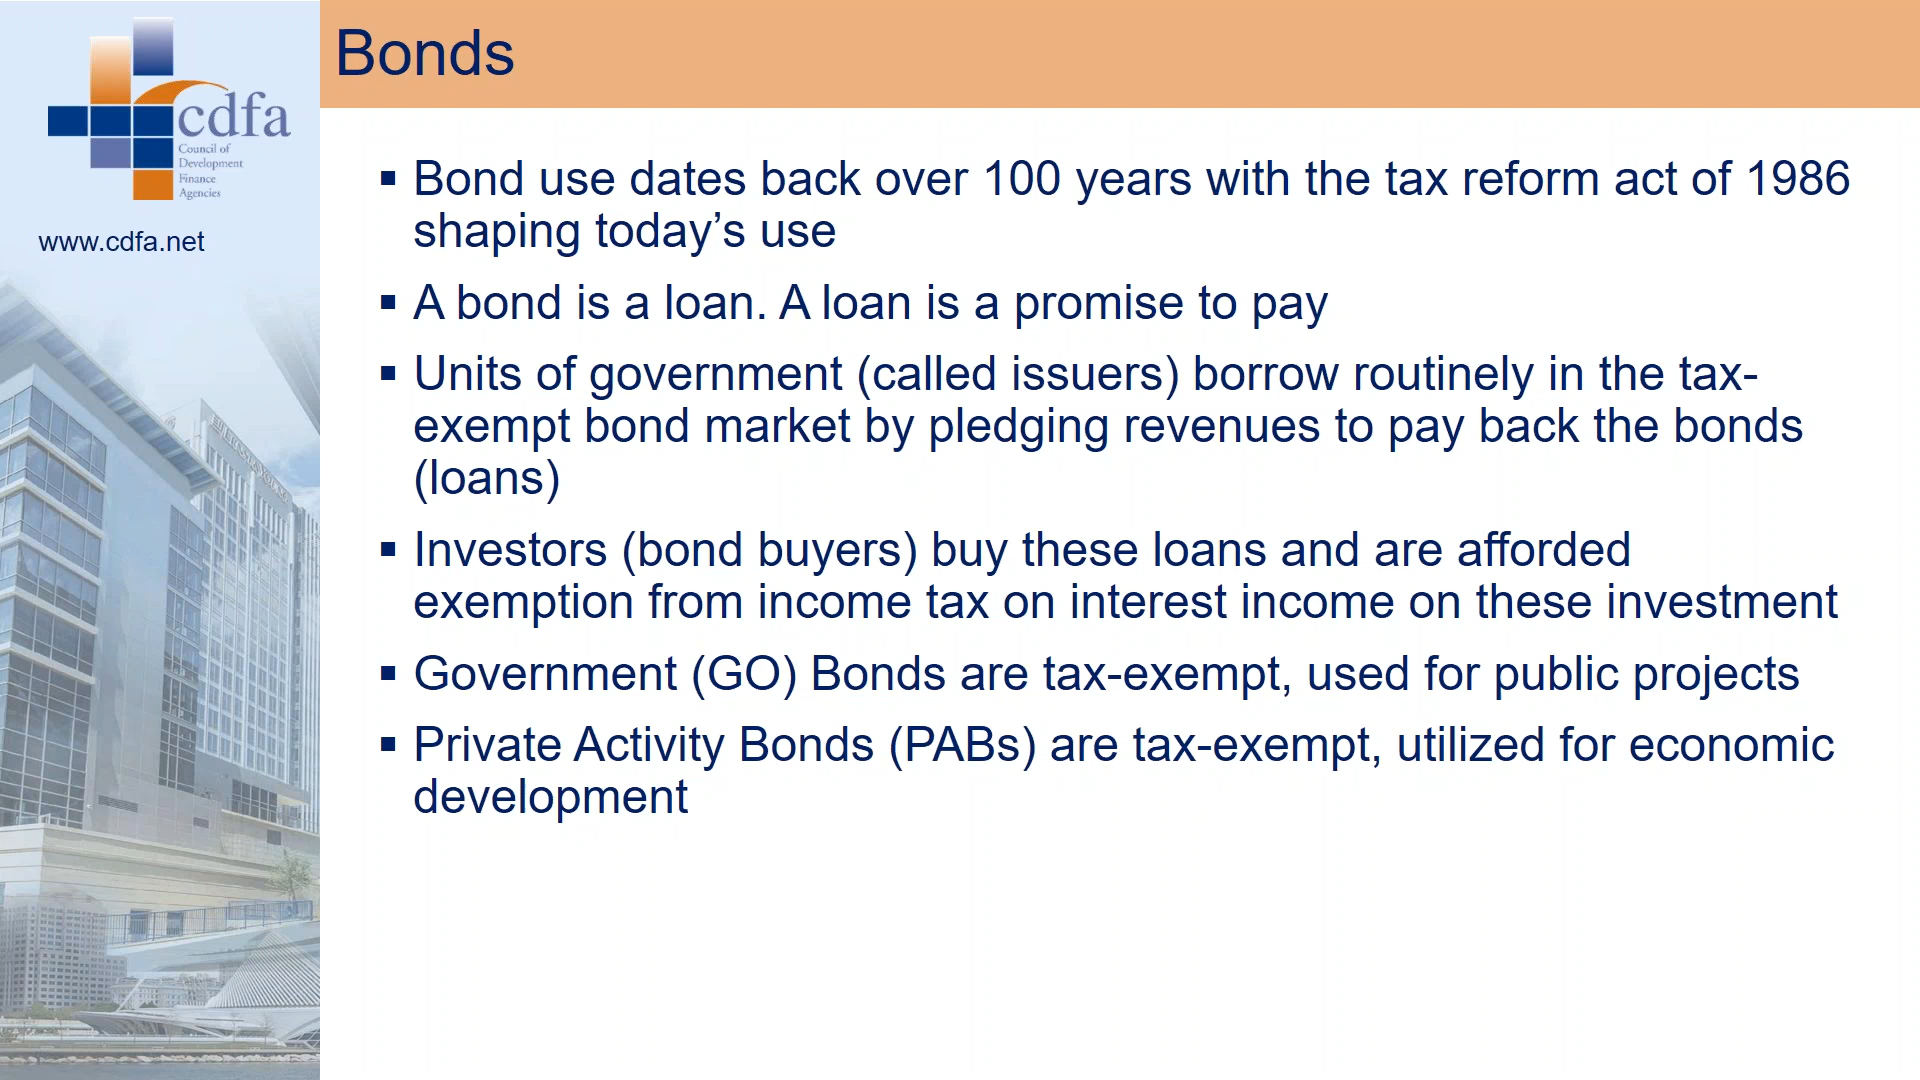 cdfa
Council of
Development
Finance
Agencies
www.cdfa.net
Bonds
Bond use dates back over 100 years with the tax reform act of 1986
shaping today’s use
A bond is a loan. A loan is a promise to pay
Units of government (called issuers) borrow routinely in the tax-
exempt bond market by pledging revenues to pay back the bonds
(loans)
Investors (bond buyers) buy these loans and are afforded
exemption from income tax on interest income on these investment
Government (GO) Bonds are tax-exempt, used for public projects
Private Activity Bonds (PABs) are tax-exempt, utilized for economic
development